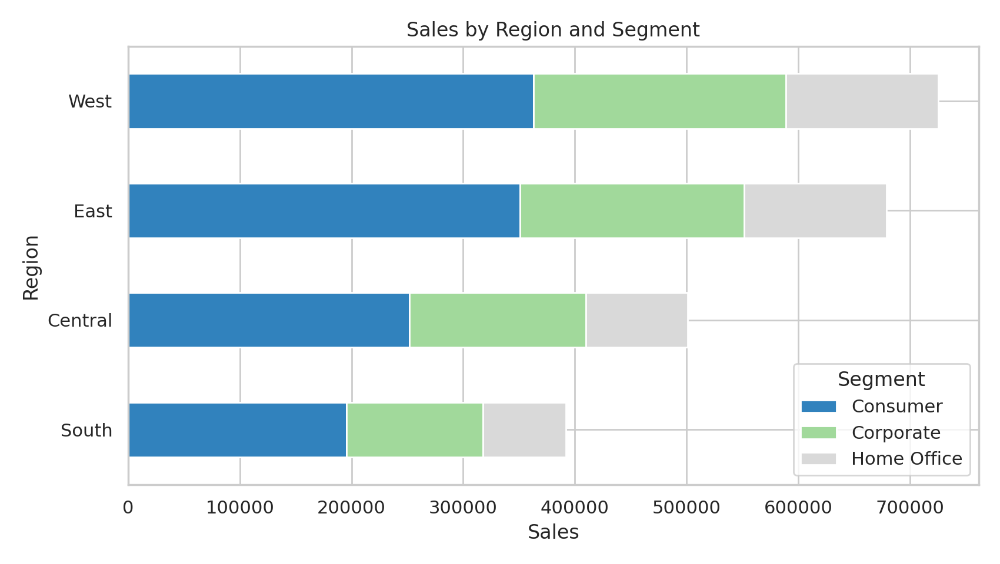 Sales by Region and Segment
West
East
Central
South
Region
Segment
Consumer
Corporate
Home Office
0 100000 200000 300000 400000 500000 600000 700000
Sales